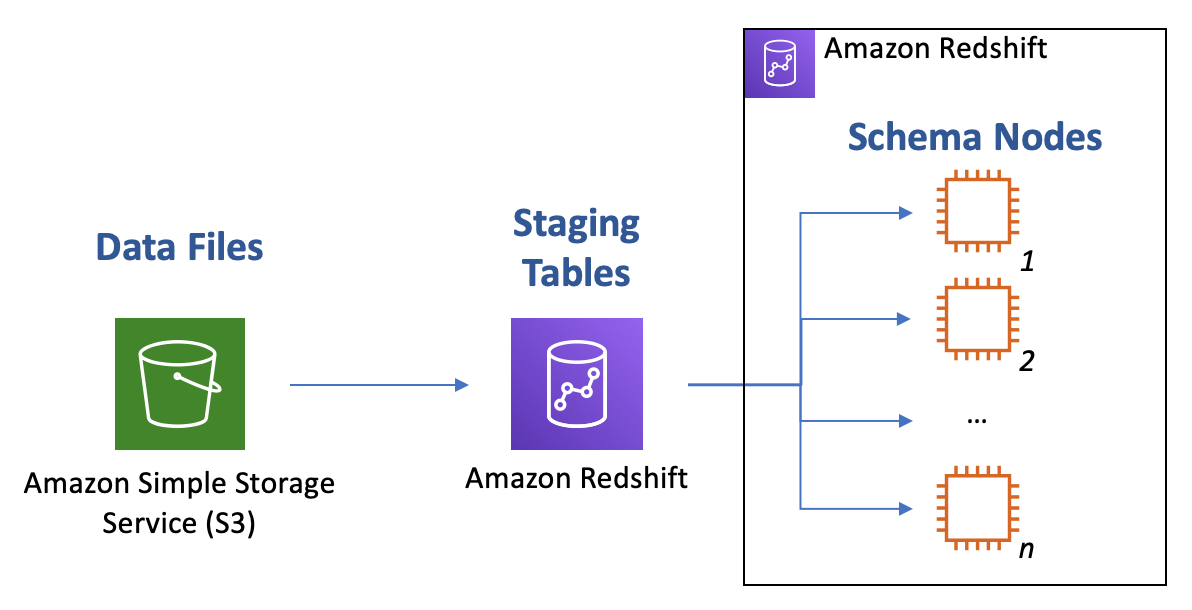 Data Files
Amazon Simple Storage
Service (S3)
Staging
Tables
Amazon Redshift
Amazon Redshift
Schema Nodes
1
2
...
n